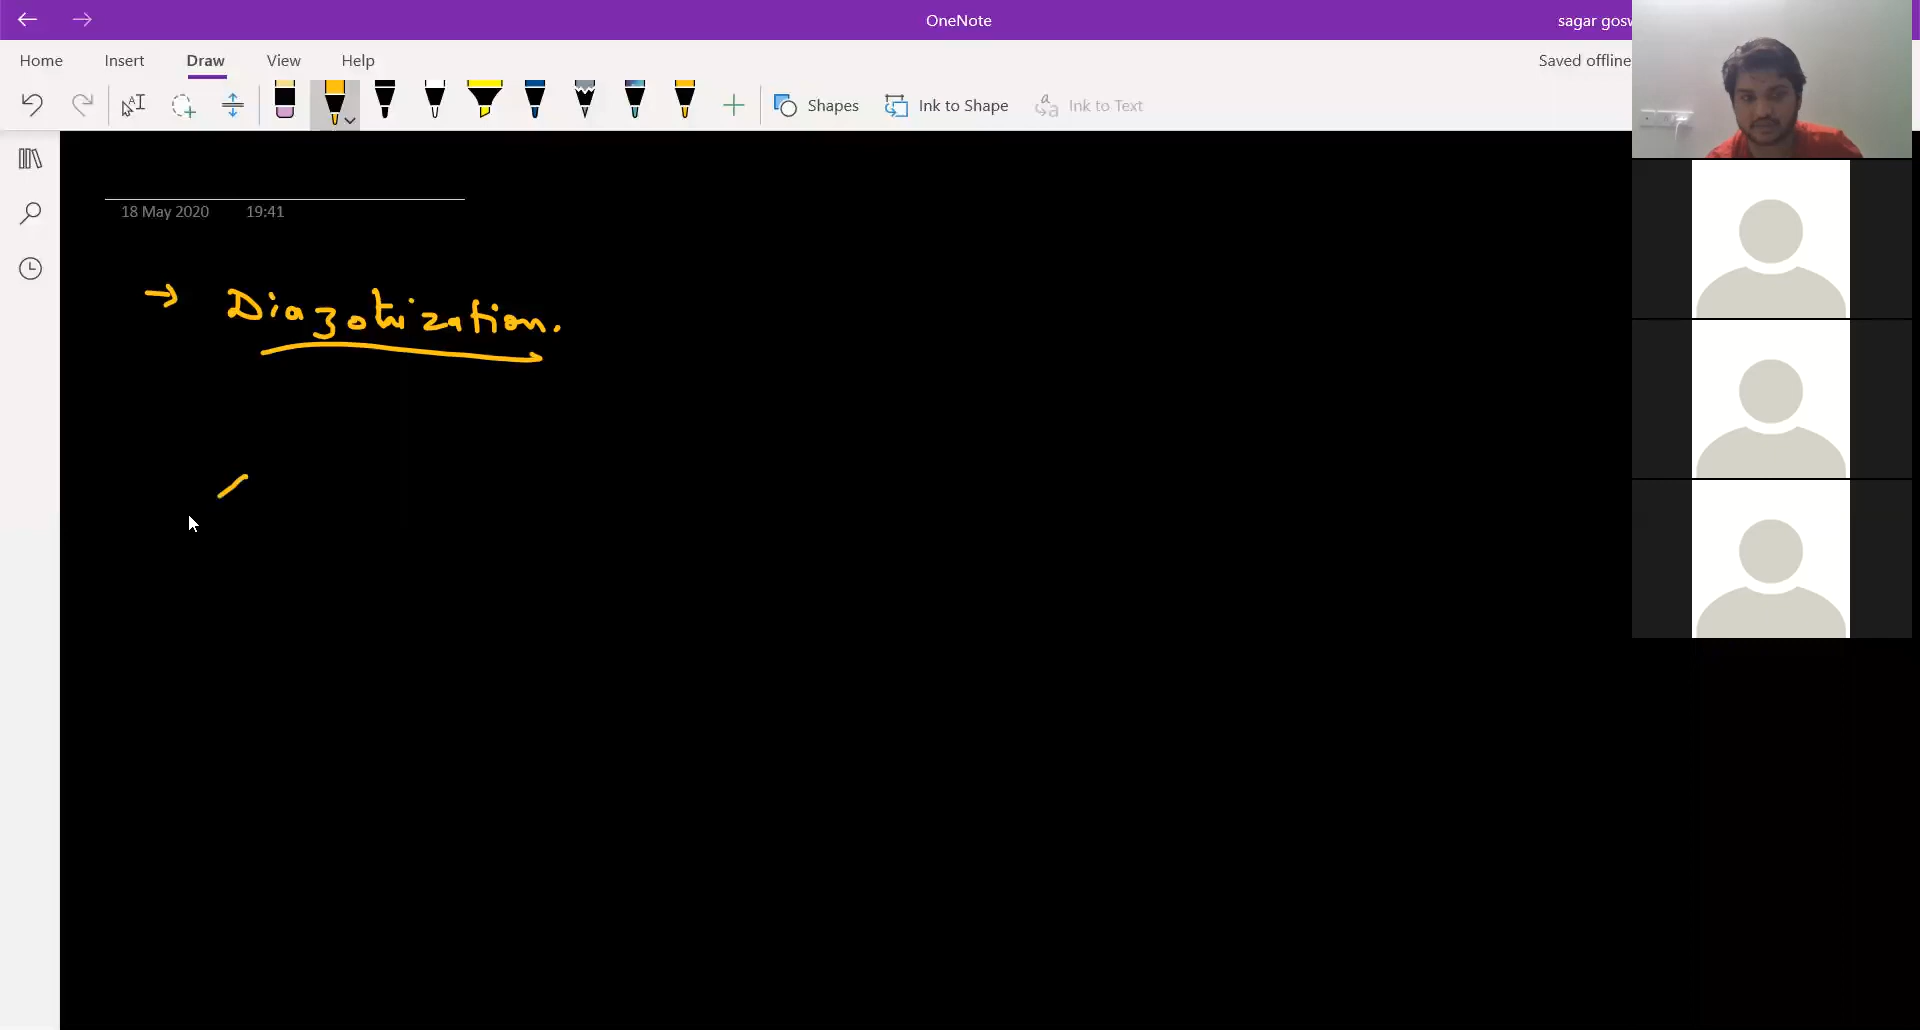 OneNote
sagar gosw
Home Insert Draw View Help
Saved offline
Shapes Ink to Shape Ink to Text
18 May 2020 19:41
→ Diazotization.